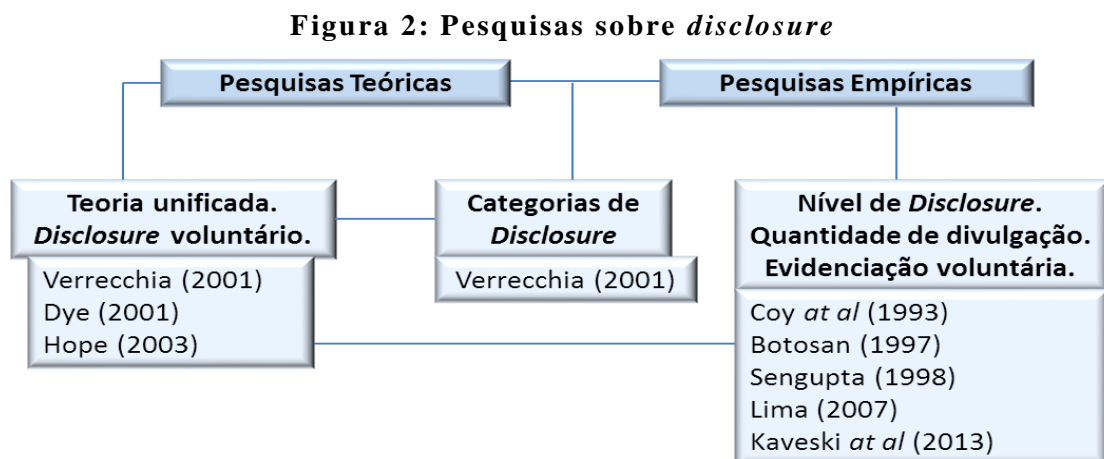 Figura 2: Pesquisas sobre disclosure
Pesquisas Teóricas
Pesquisas Empíricas
Teoria unificada.
Disclosure voluntário.
Verrecchia (2001)
Dye (2001)
Hope (2003)
Categorias de
Disclosure
Verrecchia (2001)
Nível de Disclosure.
Quantidade de divulgação.
Evidenciação voluntária.
Coy at al (1993)
Botosan (1997)
Sengupta (1998)
Lima (2007)
Kaveski at al (2013)